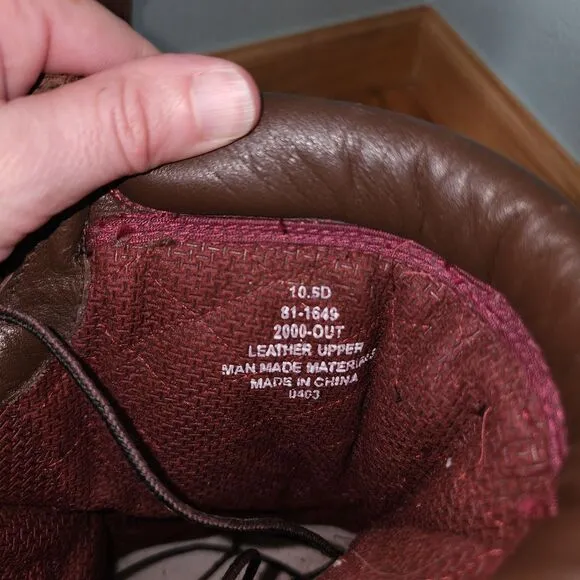 10.5D
81-1649
2000-OUT
LEATHER UPPER
MAN MADE MATERIALS
MADE IN CHINA
0403